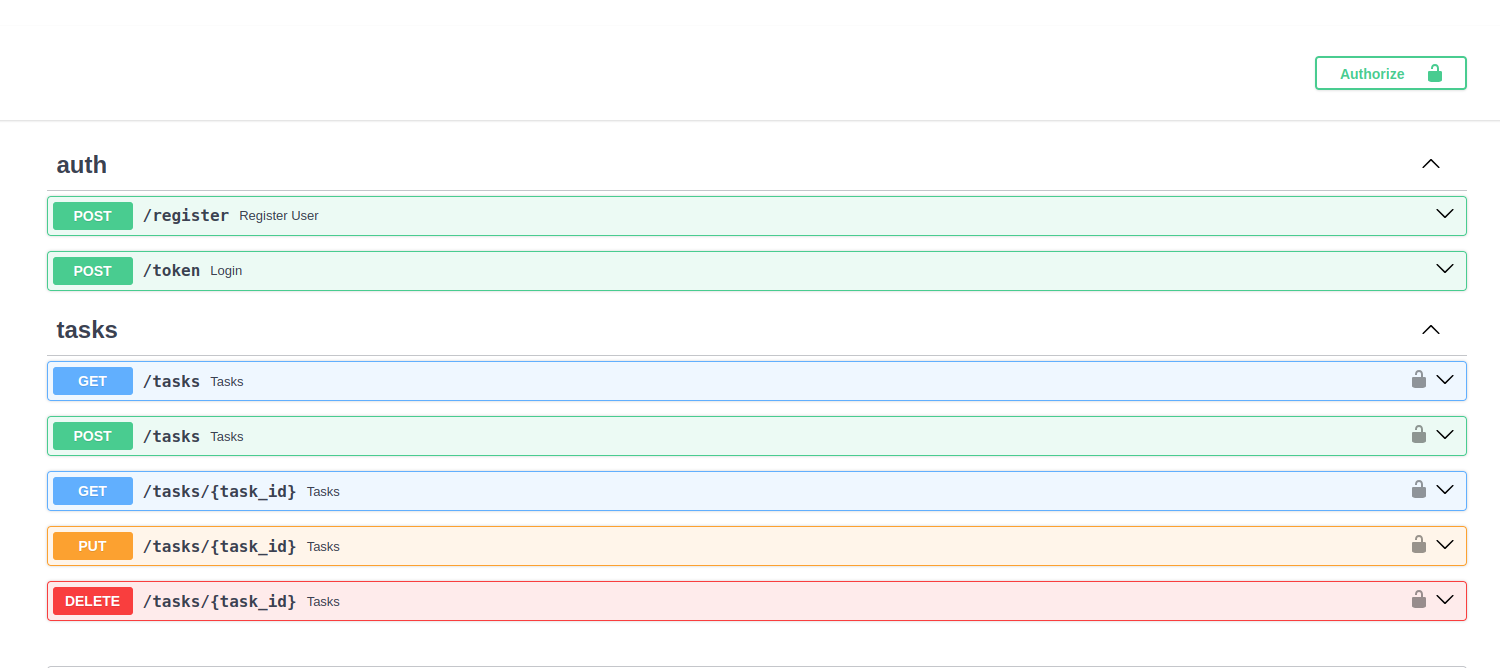 Authorize
auth
POST /register Register User
POST /token Login
tasks
GET /tasks Tasks
POST /tasks Tasks
GET /tasks/{task_id} Tasks
PUT /tasks/{task_id} Tasks
DELETE /tasks/{task_id} Tasks